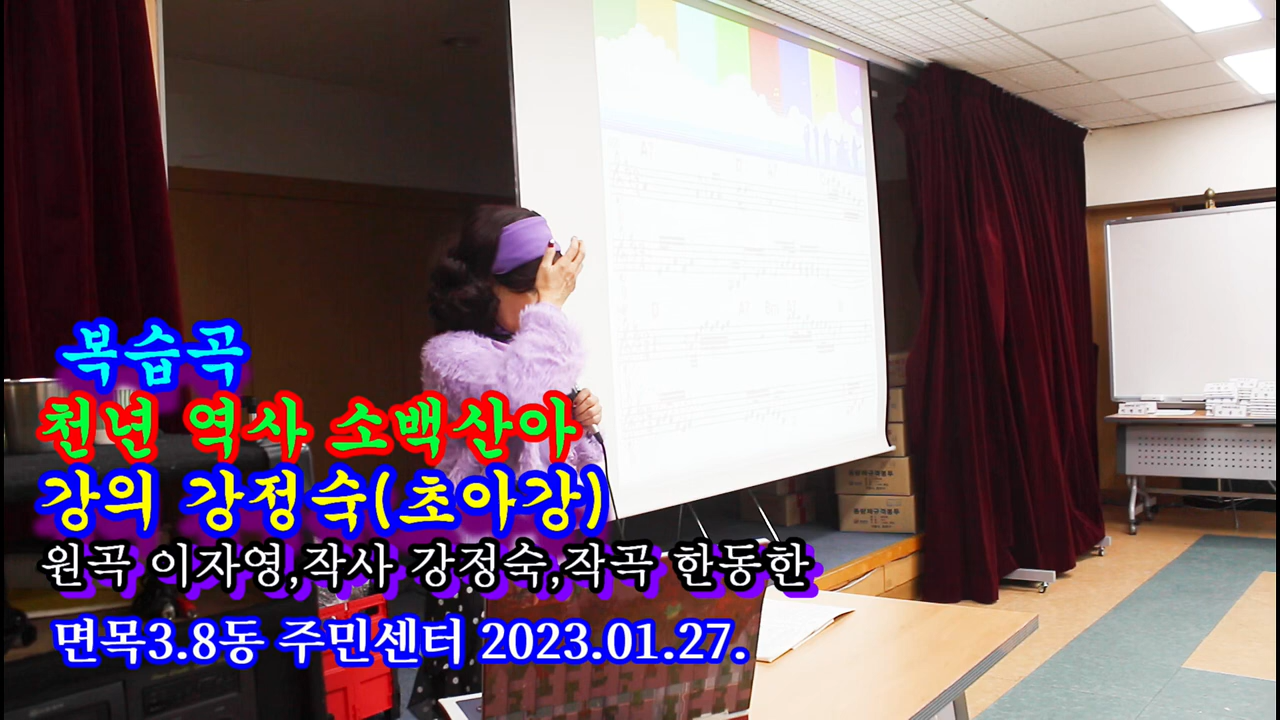 복습곡
천년 역사 소백산아
강의 강정숙(초아강)
원곡 이자영,작사 강정숙,작곡 한동한
면목3.8동 주민센터 2023.01.27.